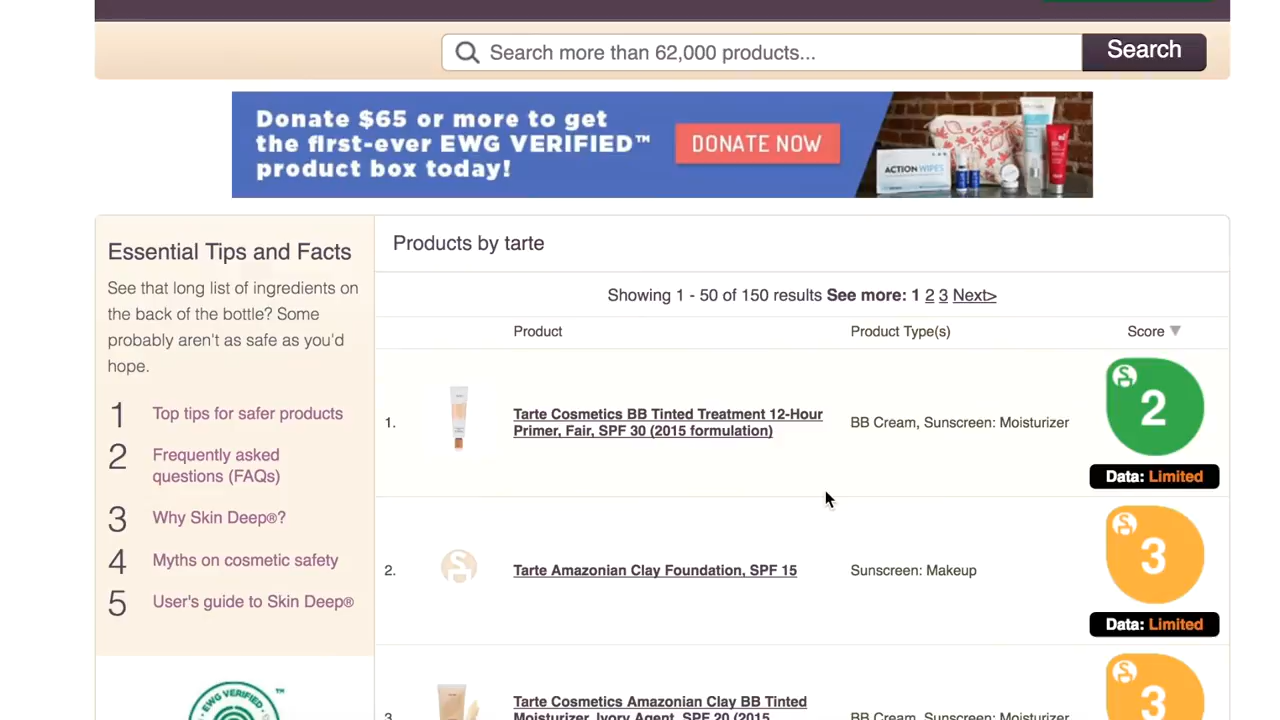 Search more than 62,000 products...
Search
Donate $65 or more to get
the first-ever EWG VERIFIED™
product box today!
DONATE NOW
ACTION WIPES
Essential Tips and Facts
See that long list of ingredients on
the back of the bottle? Some
probably aren't as safe as you'd
hope.
1 Top tips for safer products
2 Frequently asked
questions (FAQs)
3 Why Skin Deep®?
4 Myths on cosmetic safety
5 User's guide to Skin Deep®
EWG VERIFIED ™
Products by tarte
Showing 1 - 50 of 150 results See more: 1 2 3 Next>
Product Product Type(s) Score ▼
1. Tarte Cosmetics BB Tinted Treatment 12-Hour
Primer, Fair, SPF 30 (2015 formulation)
BB Cream, Sunscreen: Moisturizer
2
Data: Limited
2. Tarte Amazonian Clay Foundation, SPF 15
Sunscreen: Makeup
3
Data: Limited
3. Tarte Cosmetics Amazonian Clay BB Tinted
Moisturizer, Ivory Agent, SPF 20 (2015
BB Cream, Sunscreen: Moisturizer
3